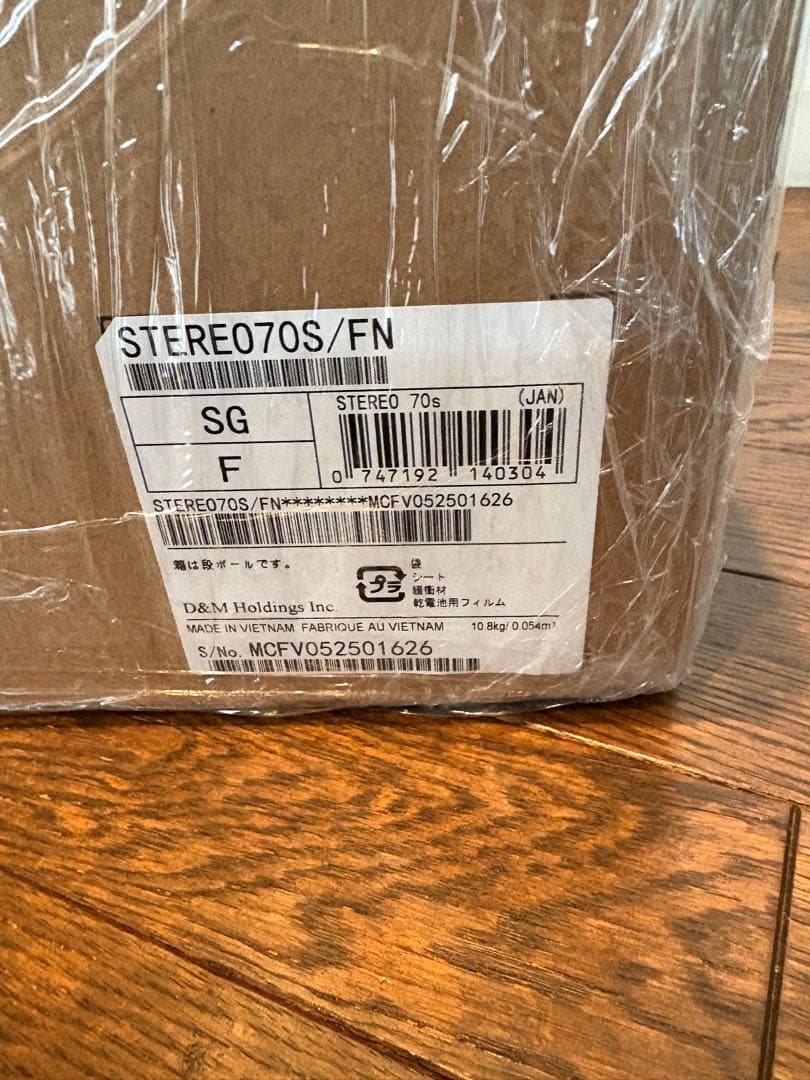 STEREO70S/FN
SG
F
STEREO 70s (JAN)
0 747192 140304
STEREO70S/FN********MCFV052501626
箱は段ボールです。
プラ
袋
シート
緩衝材
乾電池用フィルム
D&M Holdings Inc.
MADE IN VIETNAM FABRIQUE AU VIETNAM 10.8kg/0.054m³
S/No. MCFV052501626